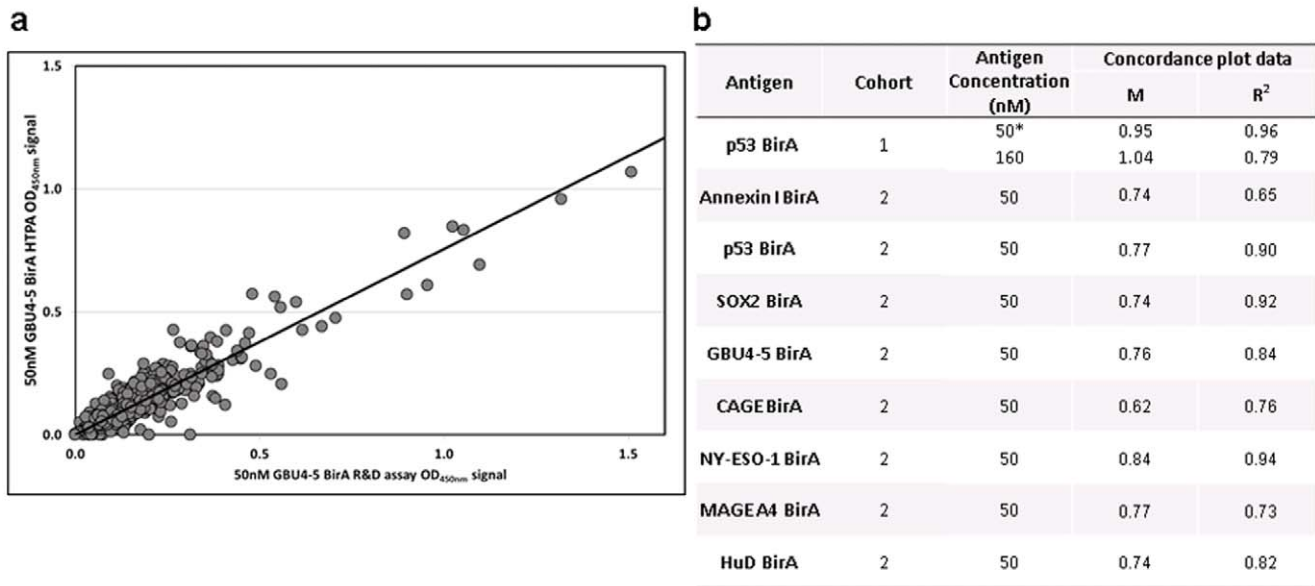 a
1.5
1.0
0.5
0.0
50nM GBU4-5 BirA HTPA OD450nm signal
0.0 0.5 1.0 1.5
50nM GBU4-5 BirA R&D assay OD450nm signal
b
Antigen Cohort Antigen Concentration (nM) Concordance plot data
M R²
p53 BirA 1 50* 0.95 0.96
160 1.04 0.79
Annexin I BirA 2 50 0.74 0.65
p53 BirA 2 50 0.77 0.90
SOX2 BirA 2 50 0.74 0.92
GBU4-5 BirA 2 50 0.76 0.84
CAGE BirA 2 50 0.62 0.76
NY-ESO-1 BirA 2 50 0.84 0.94
MAGE A4 BirA 2 50 0.77 0.73
HuD BirA 2 50 0.74 0.82